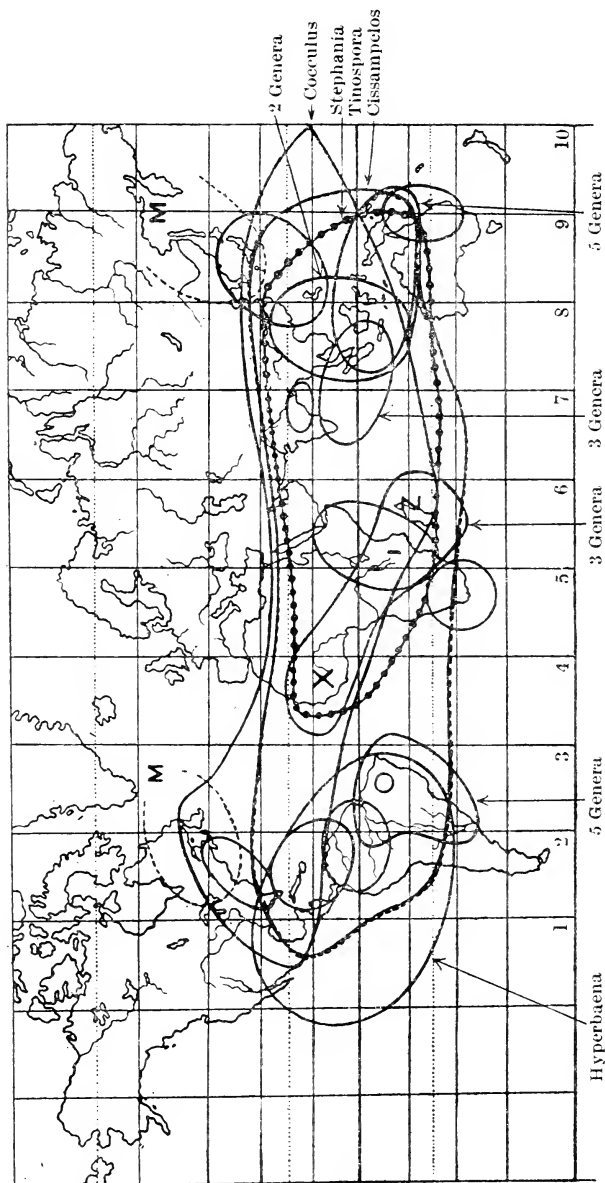 2 Genera
Cocculus
Stephania
Tinospora
Cissampelos
M
M
X
I
Z
O
1
2
3
4
5
6
7
8
9
10
Hyperbaena
5 Genera
3 Genera
3 Genera
5 Genera